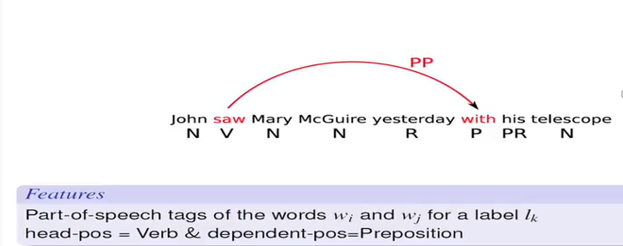 PP
John saw Mary McGuire yesterday with his telescope
N V N N R P PR N
Features
Part-of-speech tags of the words wᵢ and wⱼ for a label lₖ
head-pos = Verb & dependent-pos=Preposition